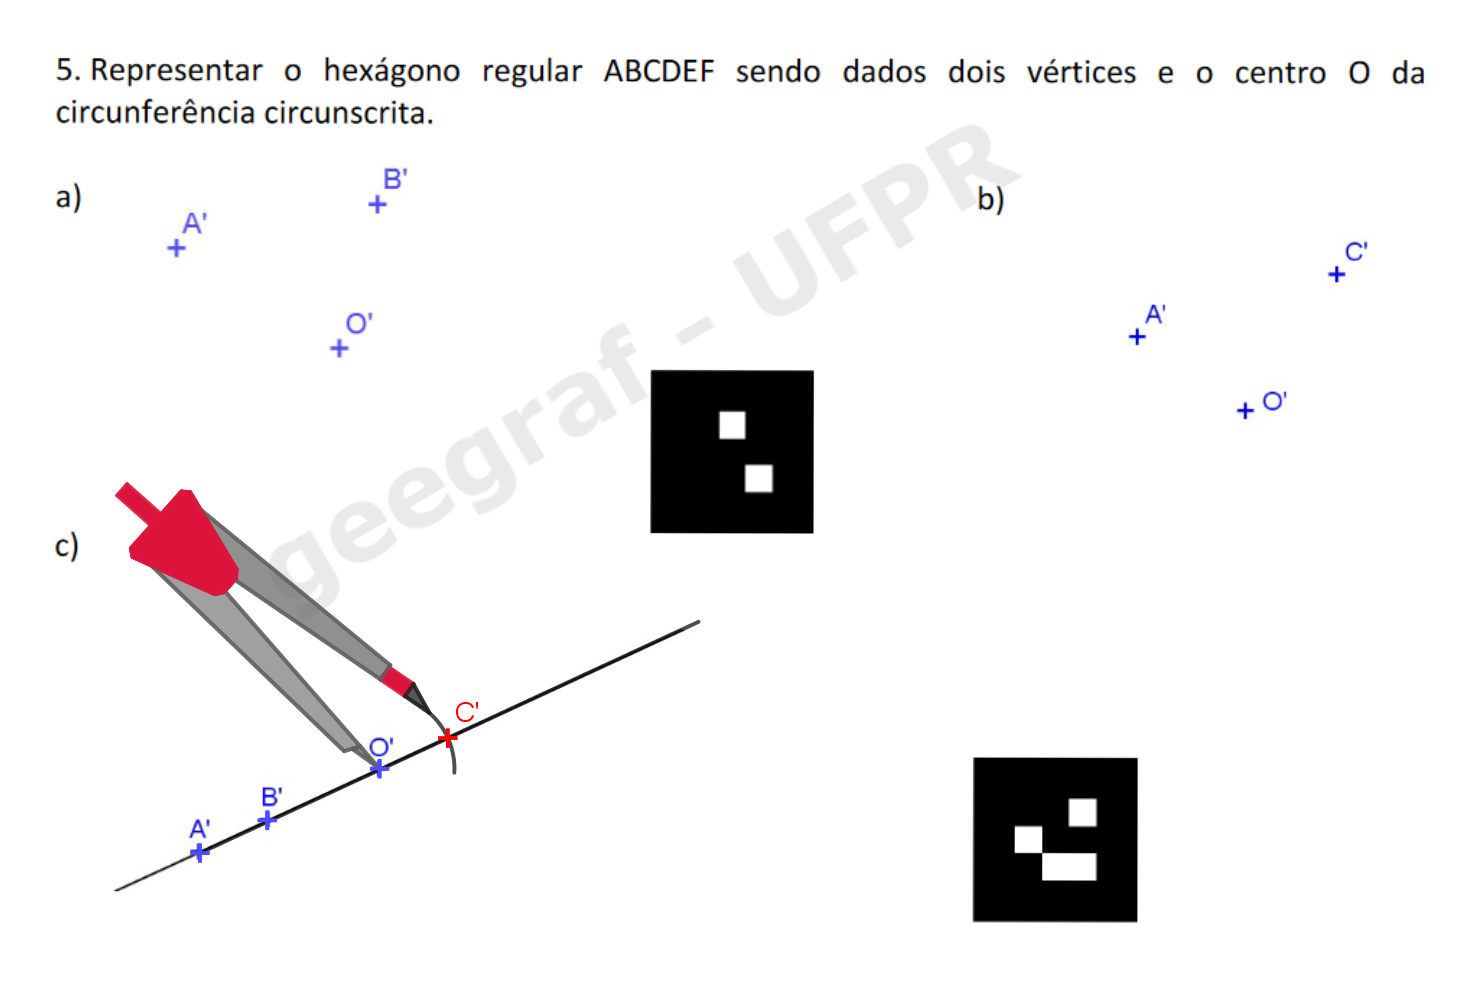 5. Representar o hexágono regular ABCDEF sendo dados dois vértices e o centro O da
circunferência circunscrita.
a)
B'
A'
O'
b)
C'
A'
O'
geegraf - UFPR
c)
C'
O'
B'
A'